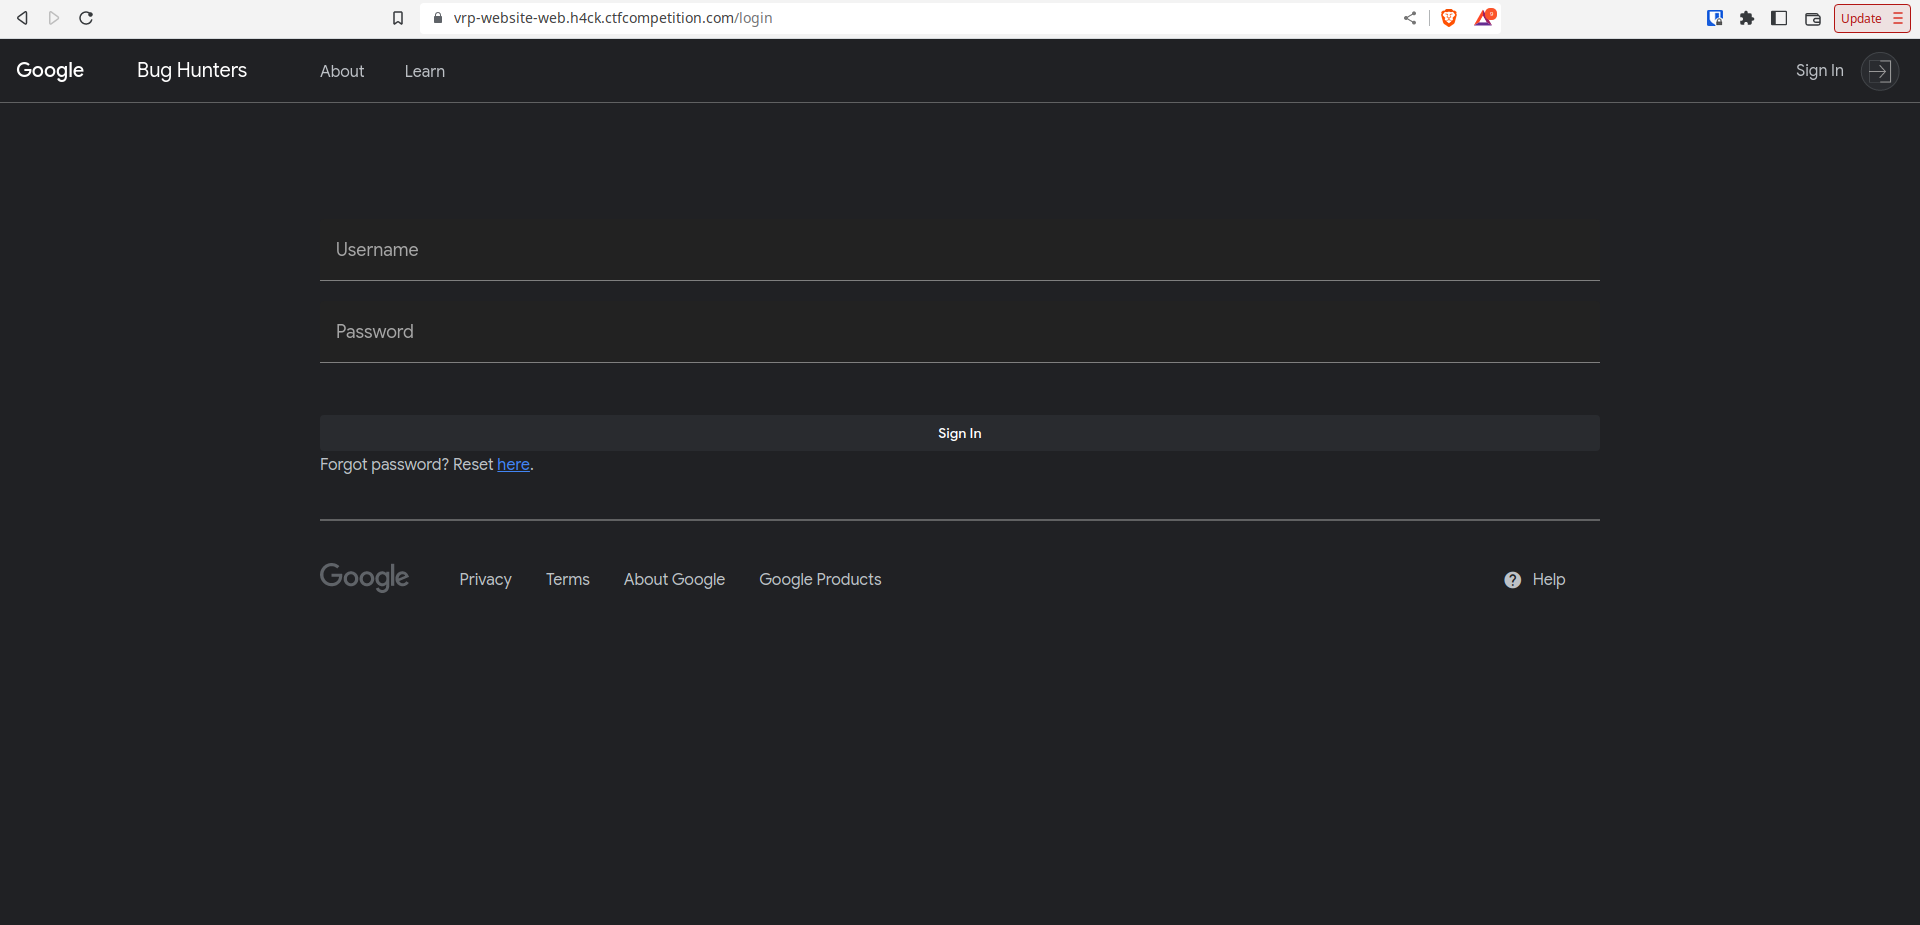 vrp-website-web.h4ck.ctfcompetition.com/login
Update
Google Bug Hunters About Learn Sign In
Username
Password
Sign In
Forgot password? Reset here.
Google Privacy Terms About Google Google Products Help